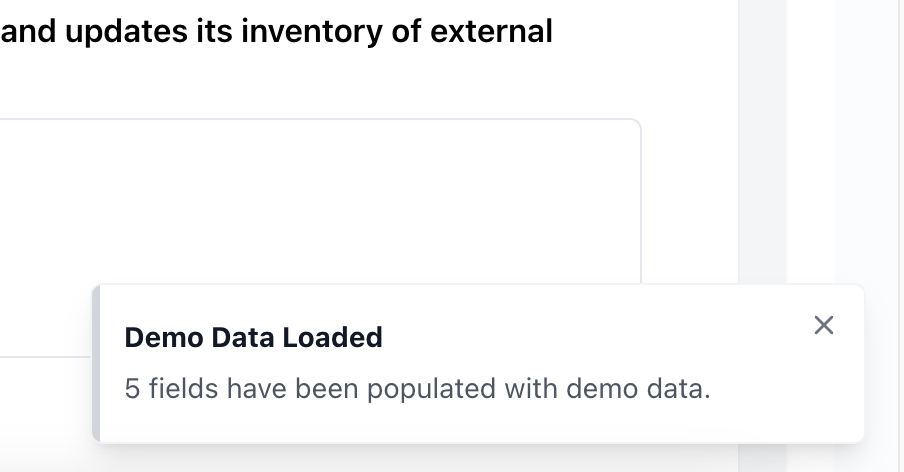 and updates its inventory of external
Demo Data Loaded
5 fields have been populated with demo data.